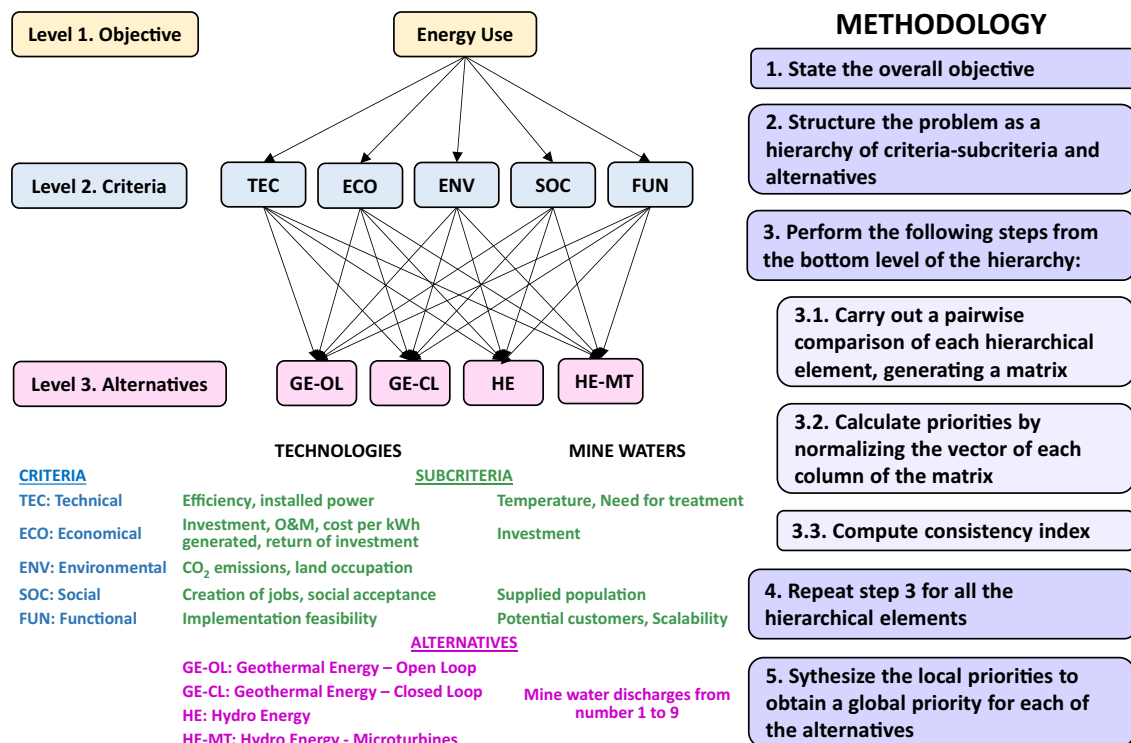 Level 1. Objective
Energy Use
Level 2. Criteria
TEC
ECO
ENV
SOC
FUN
Level 3. Alternatives
GE-OL
GE-CL
HE
HE-MT
TECHNOLOGIES
MINE WATERS
CRITERIA
SUBCRITERIA
TEC: Technical
Efficiency, installed power
Temperature, Need for treatment
ECO: Economical
Investment, O&M, cost per kWh
generated, return of investment
Investment
ENV: Environmental
CO₂ emissions, land occupation
SOC: Social
Creation of jobs, social acceptance
Supplied population
FUN: Functional
Implementation feasibility
Potential customers, Scalability
ALTERNATIVES
GE-OL: Geothermal Energy – Open Loop
GE-CL: Geothermal Energy – Closed Loop
HE: Hydro Energy
HE-MT: Hydro Energy - Microturbines
Mine water discharges from
number 1 to 9
METHODOLOGY
1. State the overall objective
2. Structure the problem as a
hierarchy of criteria-subcriteria and
alternatives
3. Perform the following steps from
the bottom level of the hierarchy:
3.1. Carry out a pairwise
comparison of each hierarchical
element, generating a matrix
3.2. Calculate priorities by
normalizing the vector of each
column of the matrix
3.3. Compute consistency index
4. Repeat step 3 for all the
hierarchical elements
5. Sythesize the local priorities to
obtain a global priority for each of
the alternatives